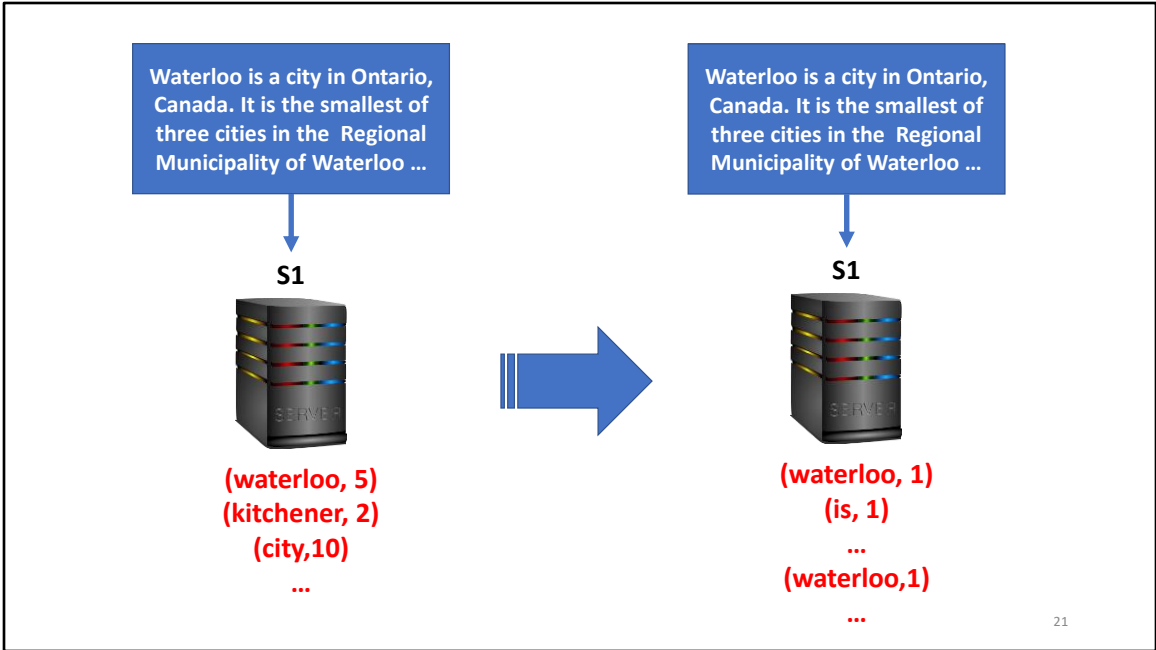 Waterloo is a city in Ontario,
Canada. It is the smallest of
three cities in the  Regional
Municipality of Waterloo …
S1
SERVER
(waterloo, 5)
(kitchener, 2)
(city,10)
…
Waterloo is a city in Ontario,
Canada. It is the smallest of
three cities in the  Regional
Municipality of Waterloo …
S1
SERVER
(waterloo, 1)
(is, 1)
…
(waterloo,1)
…
21